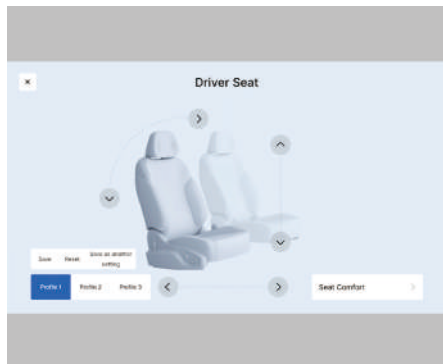 Driver Seat
Save Reset Save as another
setting
Profile 1 Profile 2 Profile 3
Seat Comfort